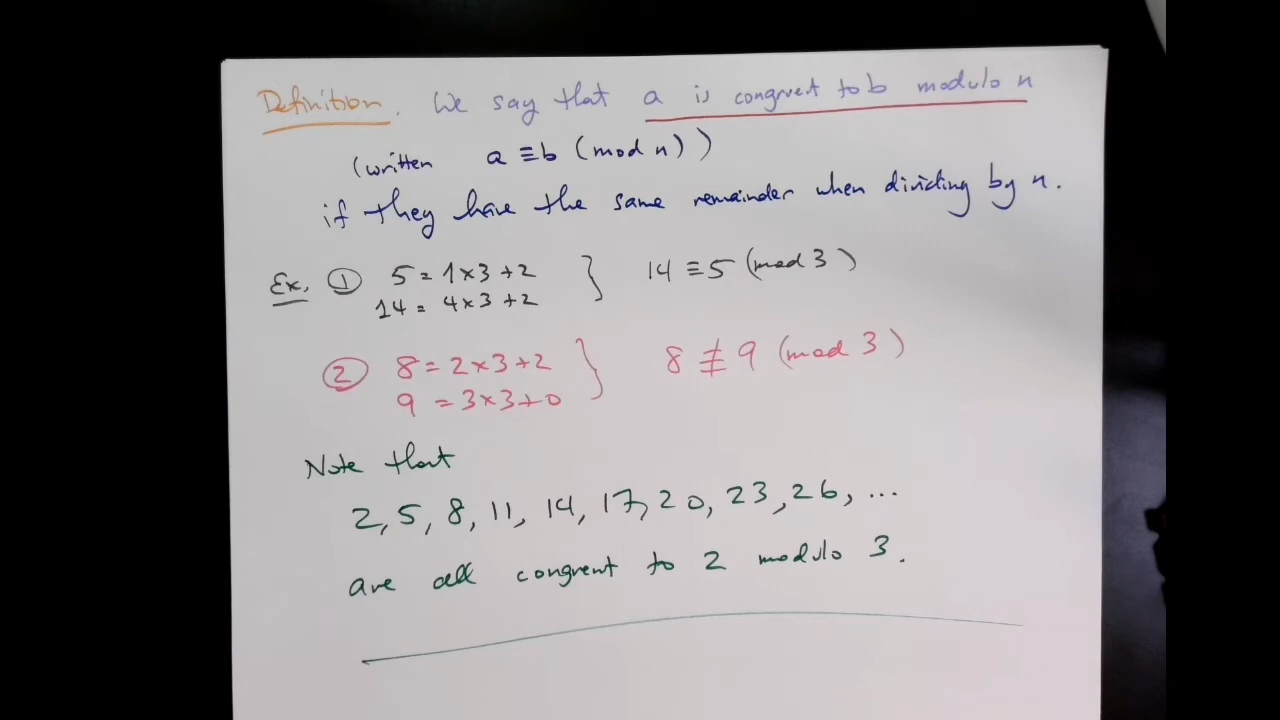 Definition. We say that a is congruent to b modulo n
(written a ≡ b (mod n))
if they have the same remainder when dividing by n.
Ex. ① 5 = 1×3+2 } 14 ≡ 5 (mod 3)
14 = 4×3+2
② 8 = 2×3+2 } 8 ≢ 9 (mod 3)
9 = 3×3+0
Note that
2, 5, 8, 11, 14, 17, 20, 23, 26, ...
are all congrent to 2 modulo 3.